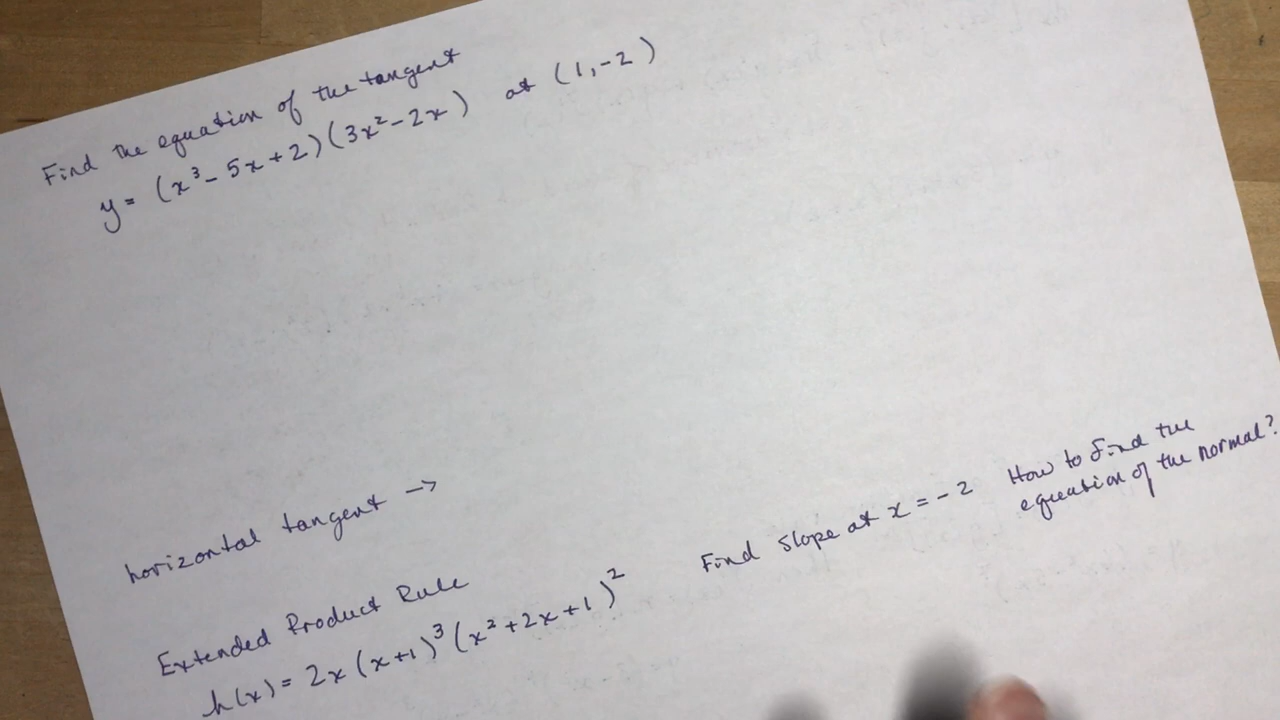 Find the equation of the tangent
y = (x³ - 5x + 2)(3x² - 2x) at (1, -2)
horizontal tangent →
Extended Product Rule
h(x) = 2x(x+1)³(x² + 2x + 1)² Find slope at x = -2
How to find the
equation of the normal?